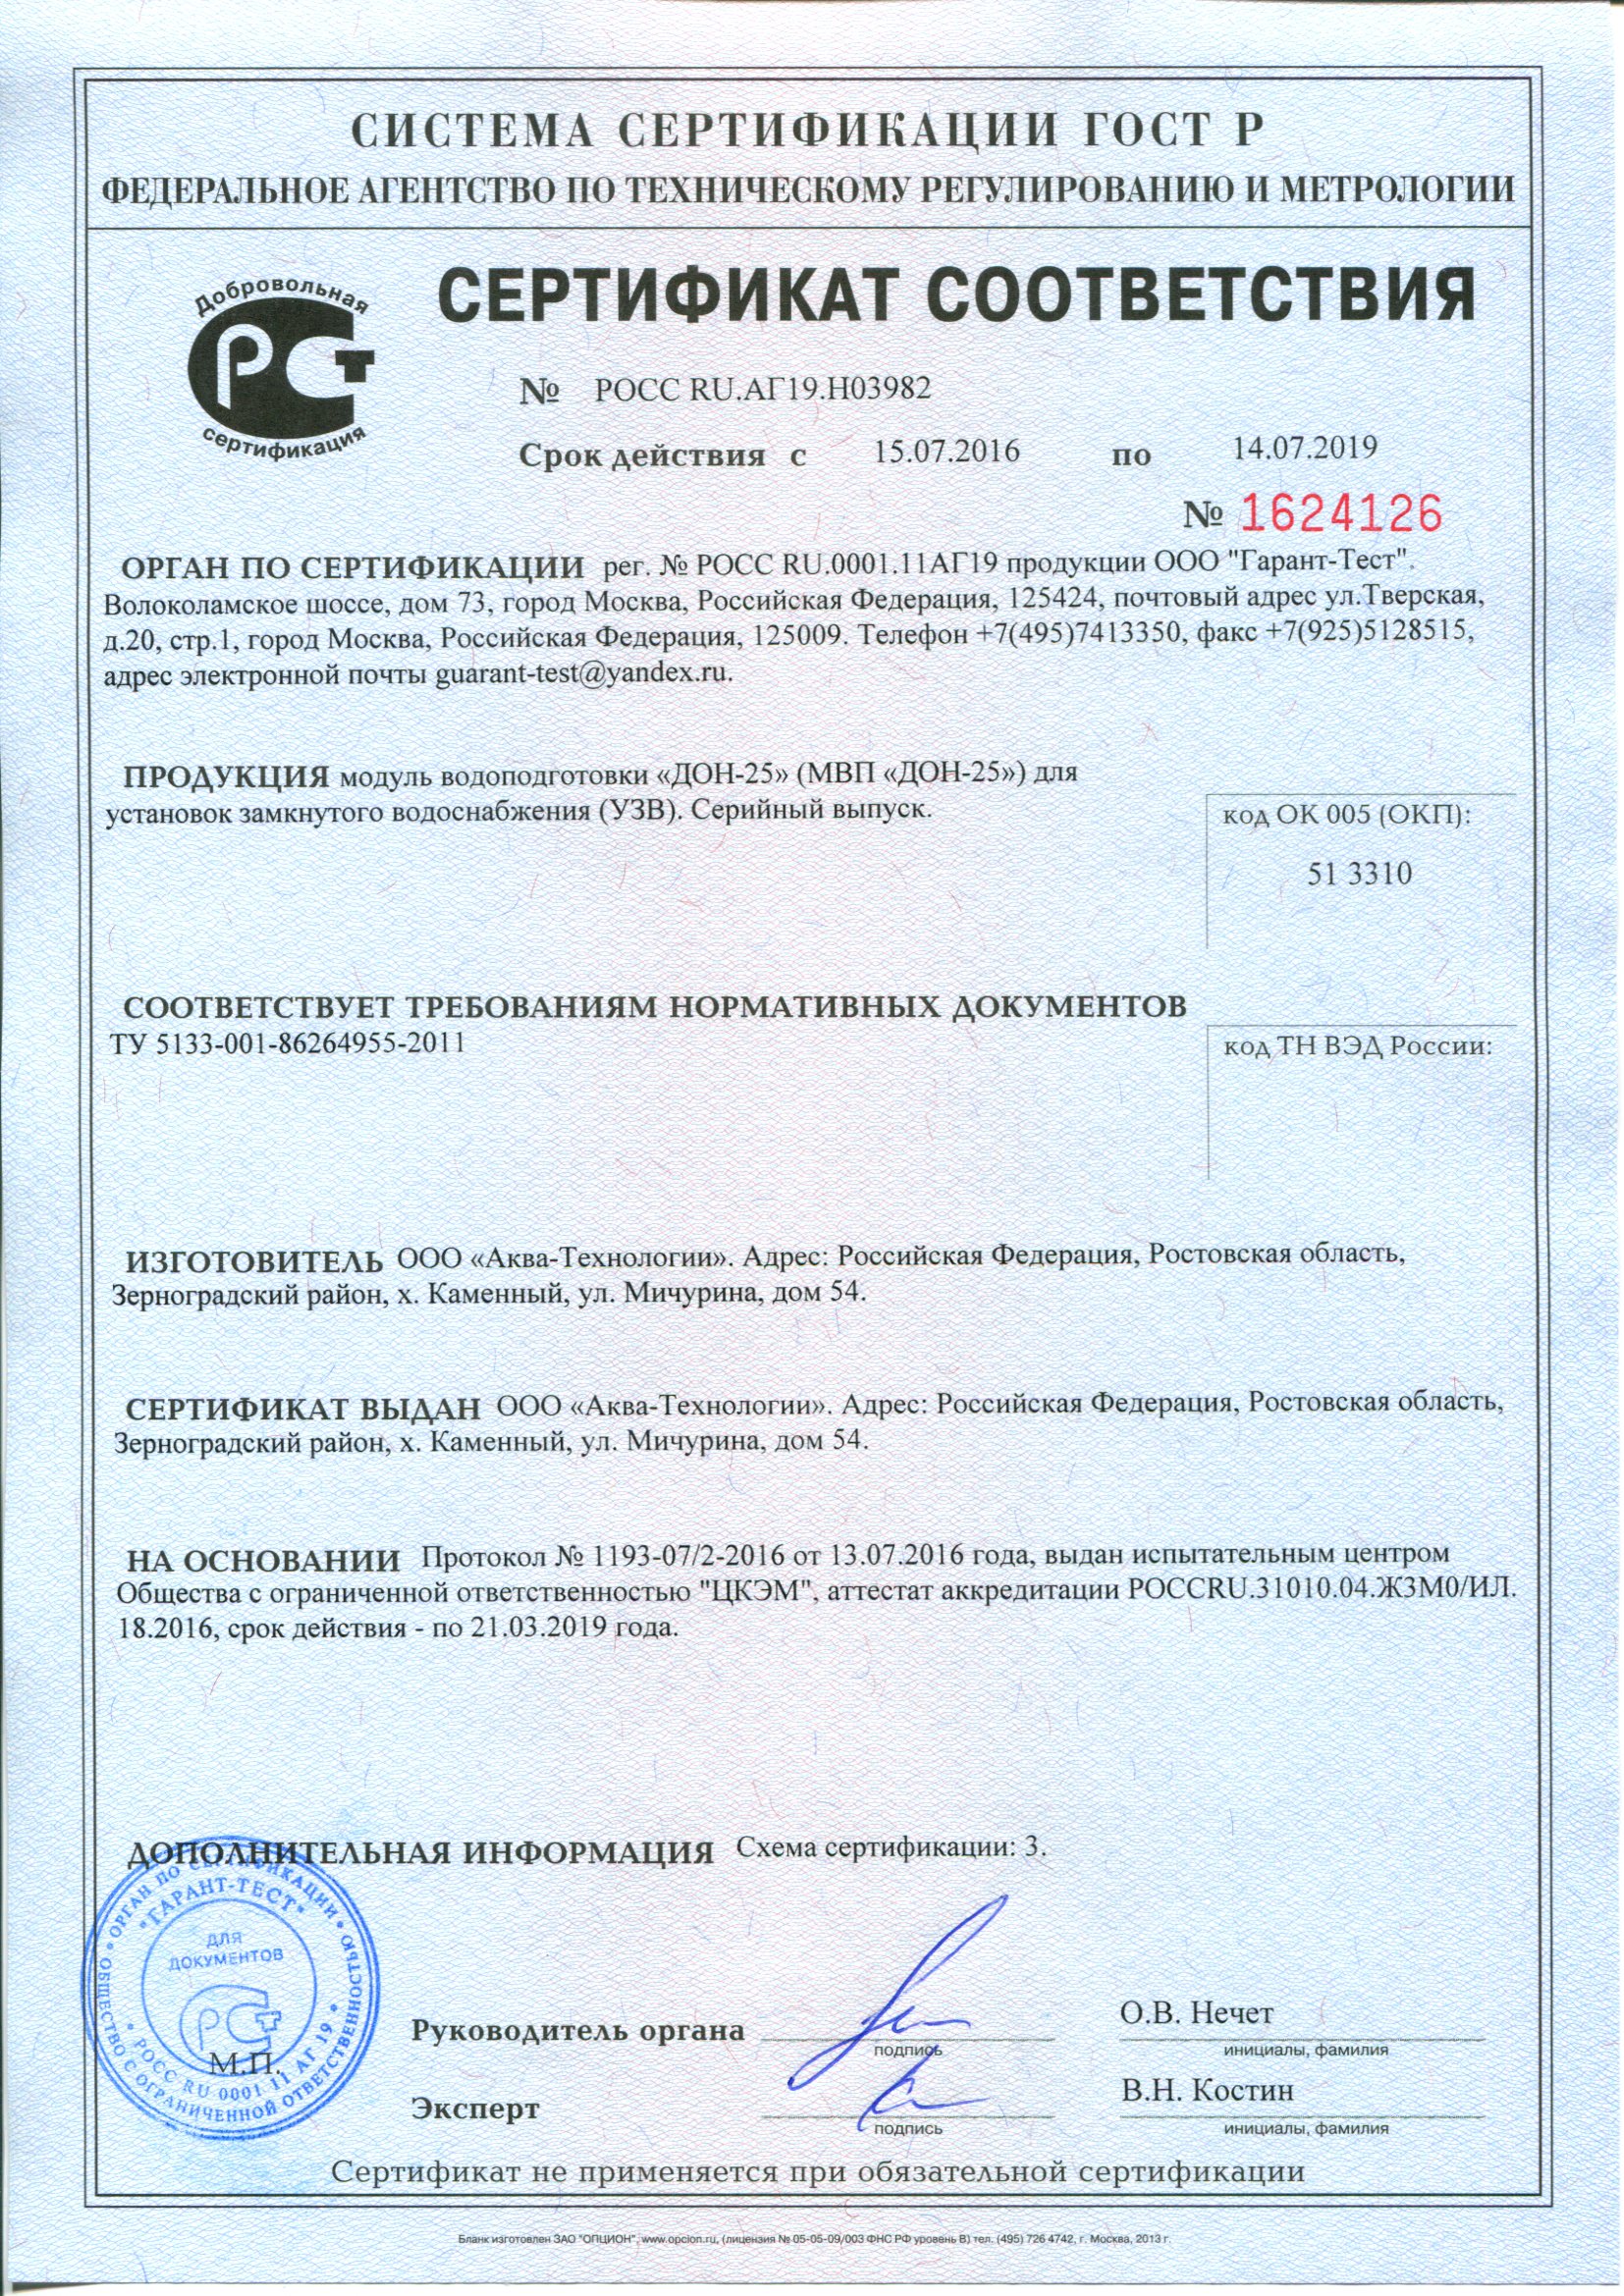 СИСТЕМА СЕРТИФИКАЦИИ ГОСТ Р
ФЕДЕРАЛЬНОЕ АГЕНТСТВО ПО ТЕХНИЧЕСКОМУ РЕГУЛИРОВАНИЮ И МЕТРОЛОГИИ
Добровольная
РСТ
сертификация
СЕРТИФИКАТ СООТВЕТСТВИЯ
№ РОСС RU.АГ19.Н03982
Срок действия с 15.07.2016 по 14.07.2019
№ 1624126
ОРГАН ПО СЕРТИФИКАЦИИ рег. № РОСС RU.0001.11АГ19 продукции ООО "Гарант-Тест".
Волоколамское шоссе, дом 73, город Москва, Российская Федерация, 125424, почтовый адрес ул.Тверская,
д.20, стр.1, город Москва, Российская Федерация, 125009. Телефон +7(495)7413350, факс +7(925)5128515,
адрес электронной почты guarant-test@yandex.ru.
ПРОДУКЦИЯ модуль водоподготовки «ДОН-25» (МВП «ДОН-25») для
установок замкнутого водоснабжения (УЗВ). Серийный выпуск.
код ОК 005 (ОКП):
51 3310
СООТВЕТСТВУЕТ ТРЕБОВАНИЯМ НОРМАТИВНЫХ ДОКУМЕНТОВ
ТУ 5133-001-86264955-2011
код ТН ВЭД России:
ИЗГОТОВИТЕЛЬ ООО «Аква-Технологии». Адрес: Российская Федерация, Ростовская область,
Зерноградский район, х. Каменный, ул. Мичурина, дом 54.
СЕРТИФИКАТ ВЫДАН ООО «Аква-Технологии». Адрес: Российская Федерация, Ростовская область,
Зерноградский район, х. Каменный, ул. Мичурина, дом 54.
НА ОСНОВАНИИ Протокол № 1193-07/2-2016 от 13.07.2016 года, выдан испытательным центром
Общества с ограниченной ответственностью "ЦКЭМ", аттестат аккредитации РОССRU.31010.04.ЖЗМ0/ИЛ.
18.2016, срок действия - по 21.03.2019 года.
ДОПОЛНИТЕЛЬНАЯ ИНФОРМАЦИЯ Схема сертификации: 3.
ОБЩЕСТВО С ОГРАНИЧЕННОЙ ОТВЕТСТВЕННОСТЬЮ
ОРГАН ПО СЕРТИФИКАЦИИ
"ГАРАНТ-ТЕСТ"
ДЛЯ
ДОКУМЕНТОВ
РСТ
РОСС RU 0001 11 АГ 19
М.П.
Руководитель органа
подпись
О.В. Нечет
инициалы, фамилия
Эксперт
подпись
В.Н. Костин
инициалы, фамилия
Сертификат не применяется при обязательной сертификации
Бланк изготовлен ЗАО "ОПЦИОН", www.opcion.ru, (лицензия № 05-05-09/003 ФНС РФ уровень B) тел. (495) 726 4742, г. Москва, 2013 г.